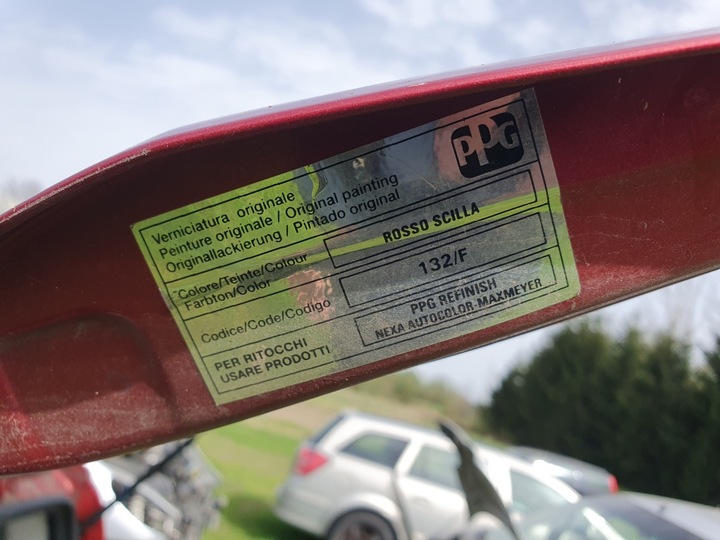 PPG
Verniciatura originale
Peinture originale / Original painting
Originallackierung / Pintado original
Colore/Teinte/Colour
Farbton/Color
ROSSO SCILLA
Codice/Code/Codigo
132/F
PER RITOCCHI
USARE PRODOTTI
PPG REFINISH
NEXA AUTOCOLOR-MAXMEYER